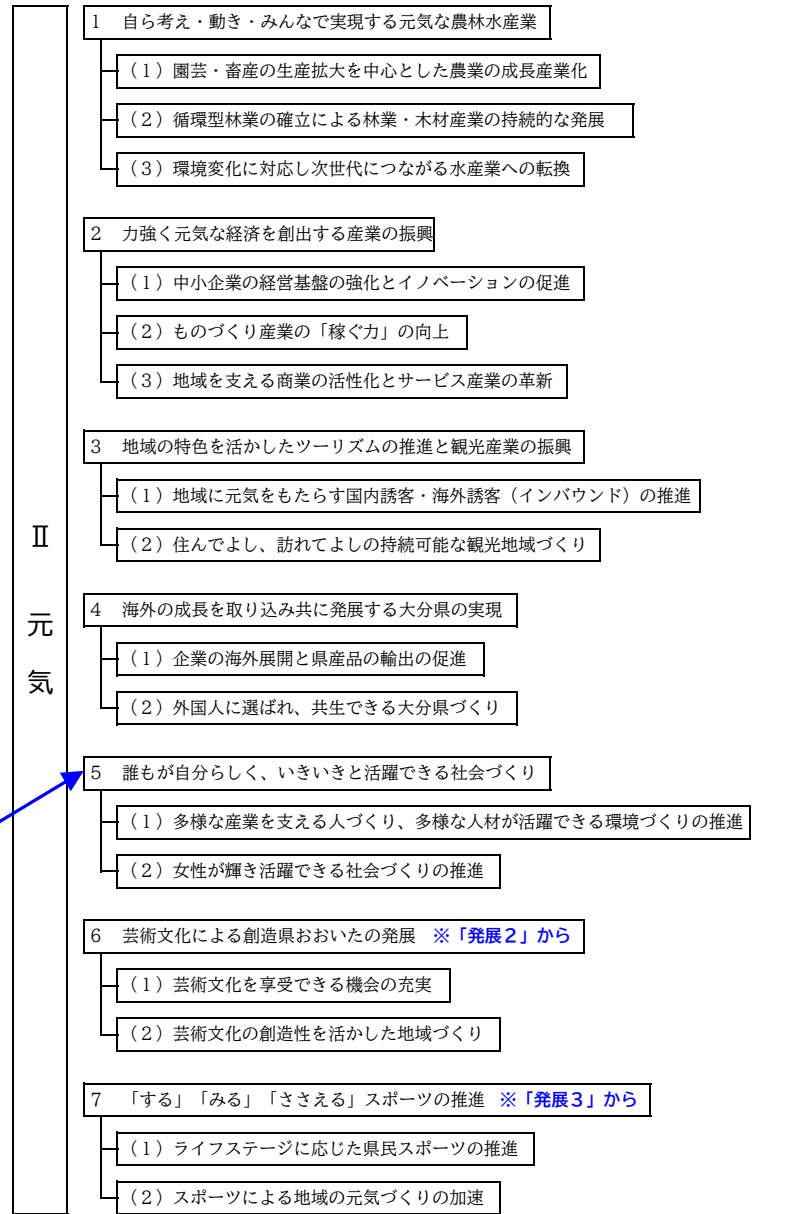 Ⅱ
元
気
1　自ら考え・動き・みんなで実現する元気な農林水産業
（1）園芸・畜産の生産拡大を中心とした農業の成長産業化
（2）循環型林業の確立による林業・木材産業の持続的な発展
（3）環境変化に対応し次世代につながる水産業への転換
2　力強く元気な経済を創出する産業の振興
（1）中小企業の経営基盤の強化とイノベーションの促進
（2）ものづくり産業の「稼ぐ力」の向上
（3）地域を支える商業の活性化とサービス産業の革新
3　地域の特色を活かしたツーリズムの推進と観光産業の振興
（1）地域に元気をもたらす国内誘客・海外誘客（インバウンド）の推進
（2）住んでよし、訪れてよしの持続可能な観光地域づくり
4　海外の成長を取り込み共に発展する大分県の実現
（1）企業の海外展開と県産品の輸出の促進
（2）外国人に選ばれ、共生できる大分県づくり
5　誰もが自分らしく、いきいきと活躍できる社会づくり
（1）多様な産業を支える人づくり、多様な人材が活躍できる環境づくりの推進
（2）女性が輝き活躍できる社会づくりの推進
6　芸術文化による創造県おおいたの発展　※「発展２」から
（1）芸術文化を享受できる機会の充実
（2）芸術文化の創造性を活かした地域づくり
7　「する」「みる」「ささえる」スポーツの推進　※「発展３」から
（1）ライフステージに応じた県民スポーツの推進
（2）スポーツによる地域の元気づくりの加速